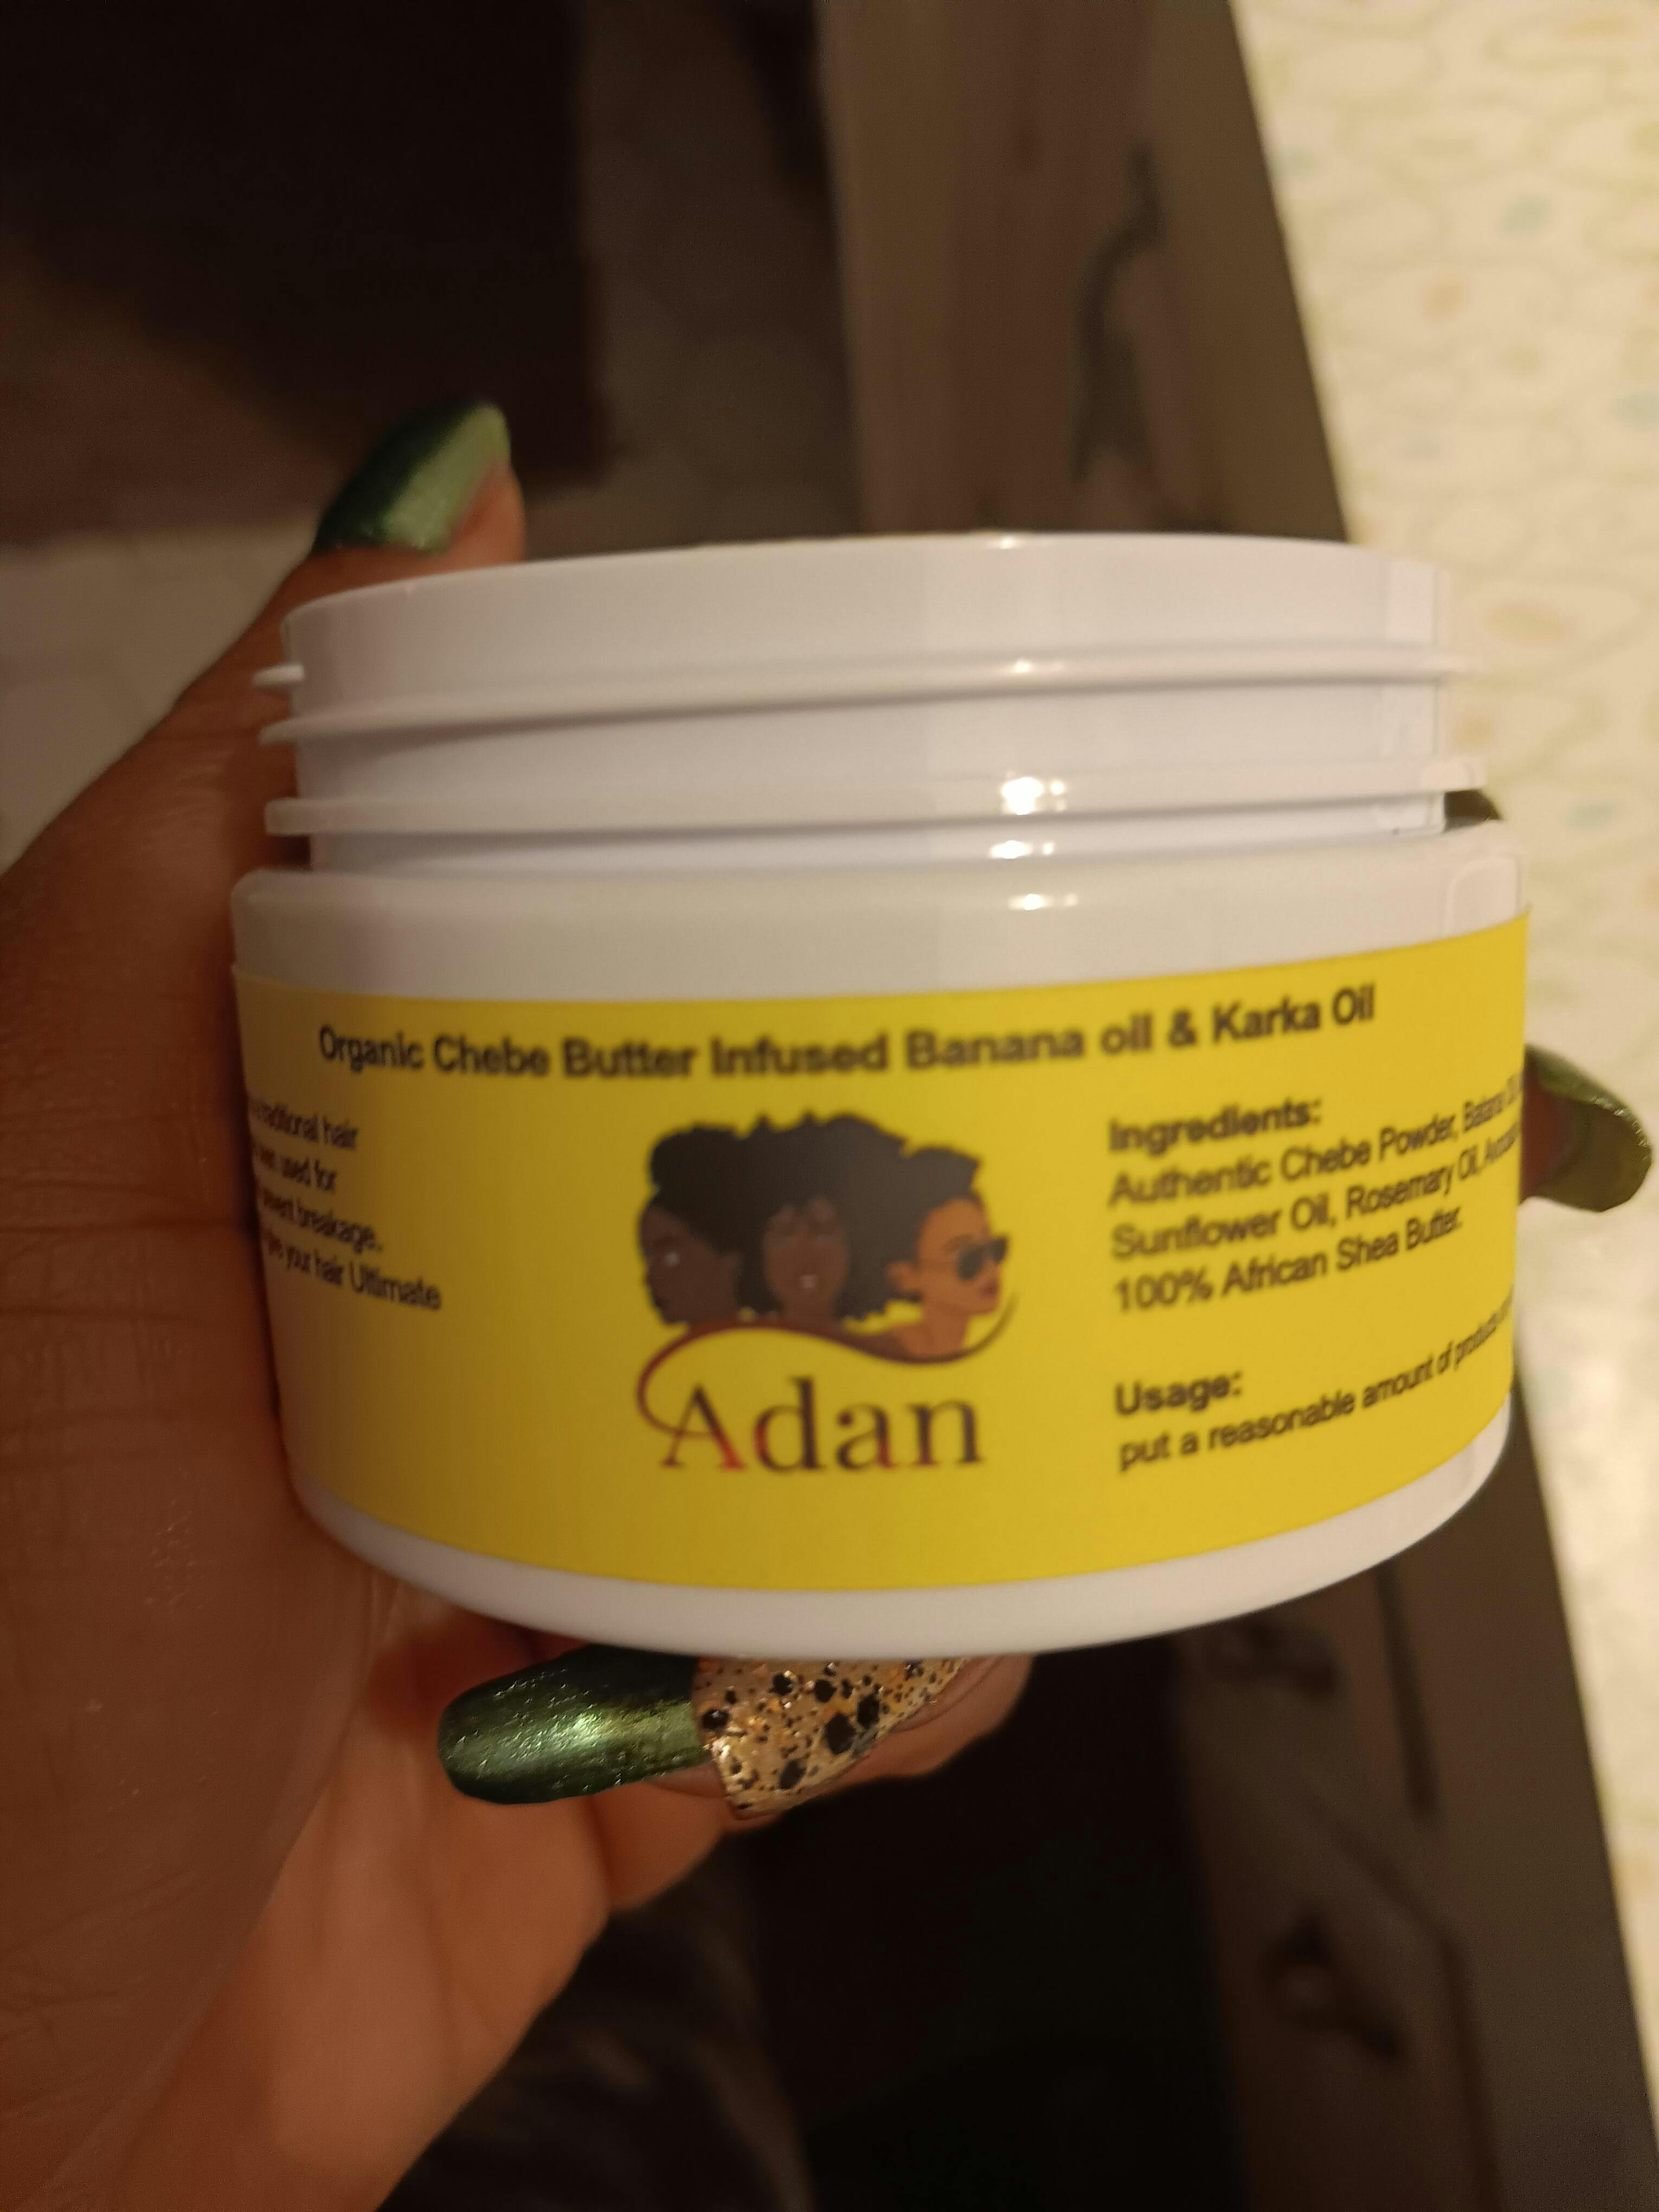 Organic Chebe Butter Infused Banana oil & Karka Oil
traditional hair
used for
breakage.
your hair Ultimate
Adan
Ingredients:
Authentic Chebe Powder,
Sunflower Oil, Rosemary Oil,
100% African Shea Butter.
Usage:
put a reasonable amount of products